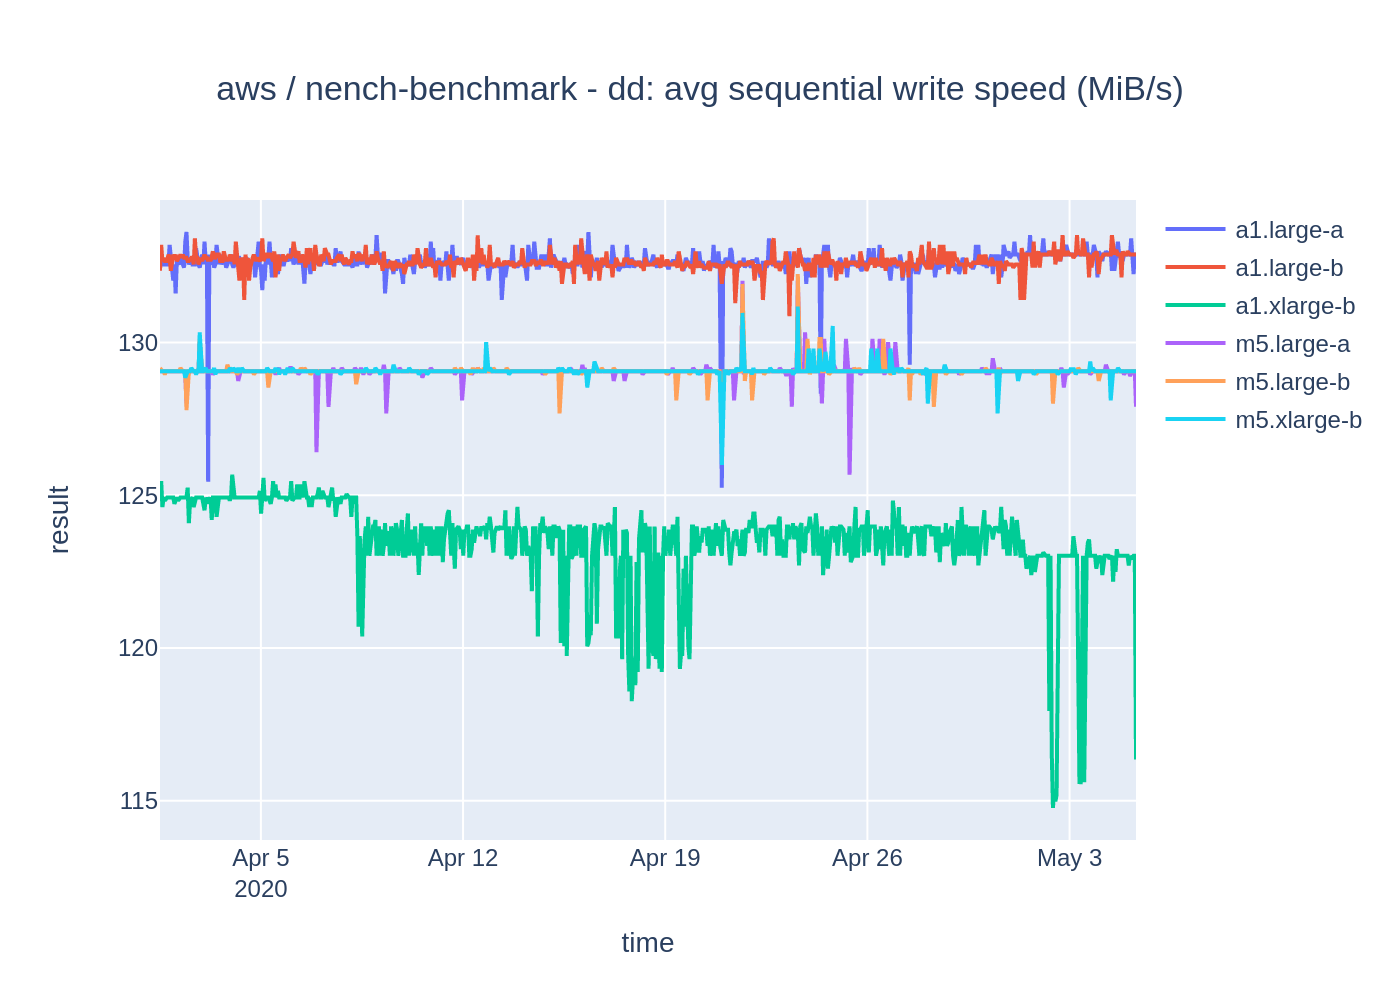 aws / nench-benchmark - dd: avg sequential write speed (MiB/s)
a1.large-a
a1.large-b
a1.xlarge-b
m5.large-a
m5.large-b
m5.xlarge-b
result
130
125
120
115
Apr 5
2020
Apr 12
Apr 19
Apr 26
May 3
time